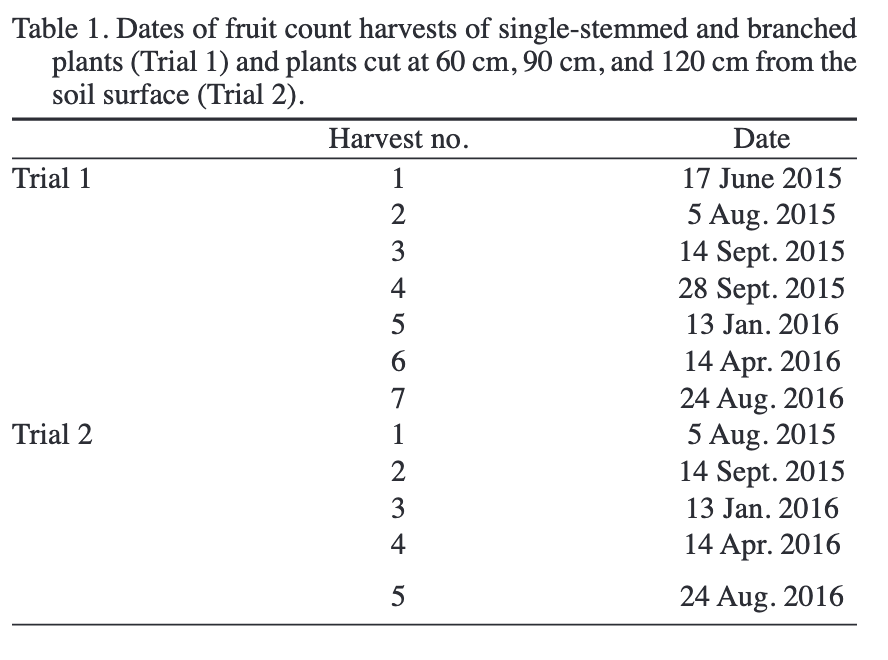 Table 1. Dates of fruit count harvests of single-stemmed and branched
plants (Trial 1) and plants cut at 60 cm, 90 cm, and 120 cm from the
soil surface (Trial 2).
Harvest no. Date
Trial 1 1 17 June 2015
2 5 Aug. 2015
3 14 Sept. 2015
4 28 Sept. 2015
5 13 Jan. 2016
6 14 Apr. 2016
7 24 Aug. 2016
Trial 2 1 5 Aug. 2015
2 14 Sept. 2015
3 13 Jan. 2016
4 14 Apr. 2016
5 24 Aug. 2016